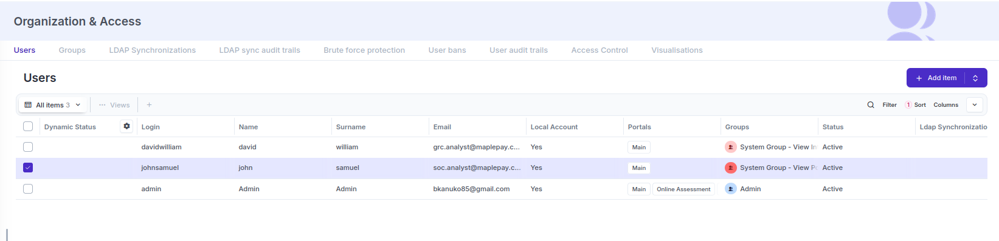 Organization & Access
Users Groups LDAP Synchronizations LDAP sync audit trails Brute force protection User bans User audit trails Access Control Visualisations
Users
Add item
All items 3 Views Filter 1 Sort Columns
Dynamic Status Login Name Surname Email Local Account Portals Groups Status Ldap Synchronizatio
davidwilliam david william grc.analyst@maplepay.c... Yes Main System Group - View In Active
johnsamuel john samuel soc.analyst@maplepay.c... Yes Main System Group - View Po Active
admin Admin Admin bkanuko85@gmail.com Yes Main Online Assessment Admin Active